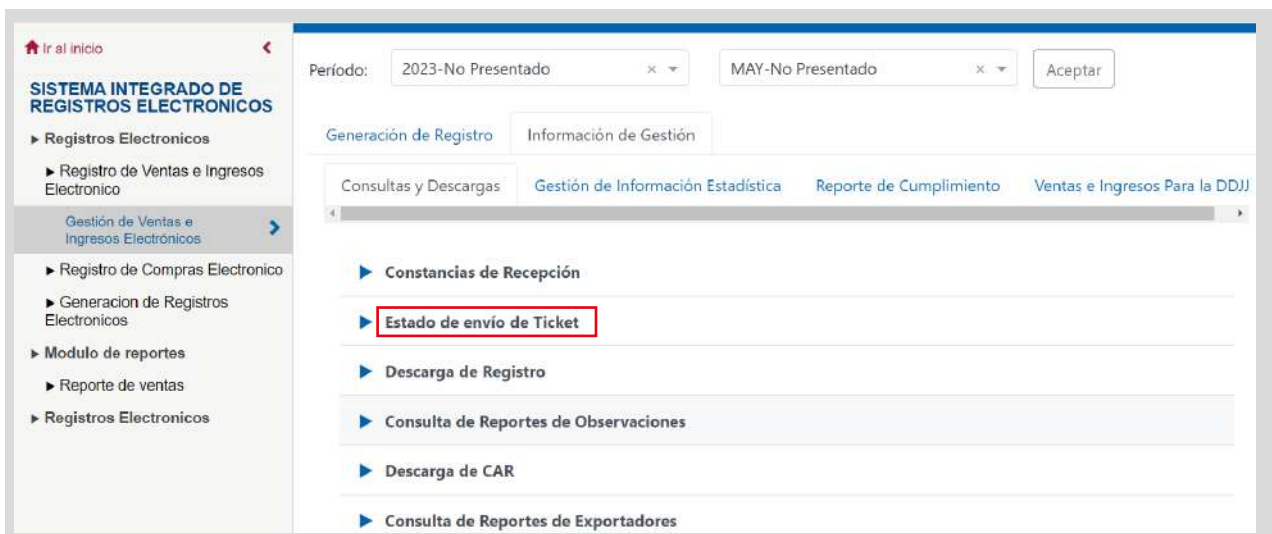 Ir al inicio
SISTEMA INTEGRADO DE
REGISTROS ELECTRONICOS
Registros Electronicos
Registro de Ventas e Ingresos
Electronico
Gestión de Ventas e
Ingresos Electrónicos
Registro de Compras Electronico
Generacion de Registros
Electronicos
Modulo de reportes
Reporte de ventas
Registros Electronicos
Período: 2023-No Presentado × MAY-No Presentado × Aceptar
Generación de Registro Información de Gestión
Consultas y Descargas Gestión de Información Estadística Reporte de Cumplimiento Ventas e Ingresos Para la DDJJ
Constancias de Recepción
Estado de envío de Ticket
Descarga de Registro
Consulta de Reportes de Observaciones
Descarga de CAR
Consulta de Reportes de Exportadores